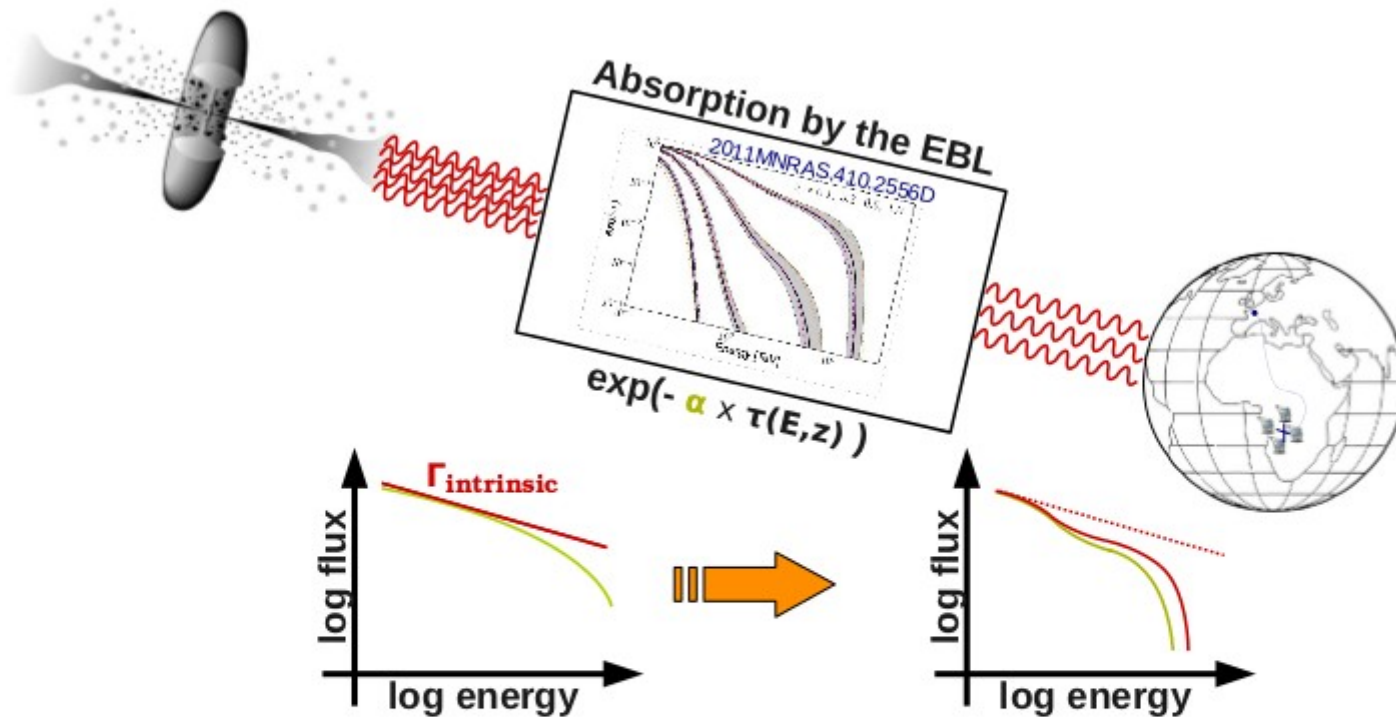 Absorption by the EBL
2011MNRAS.410.2556D
exp(- α x τ(E,z) )
Γintrinsic
log flux
log energy
log flux
log energy